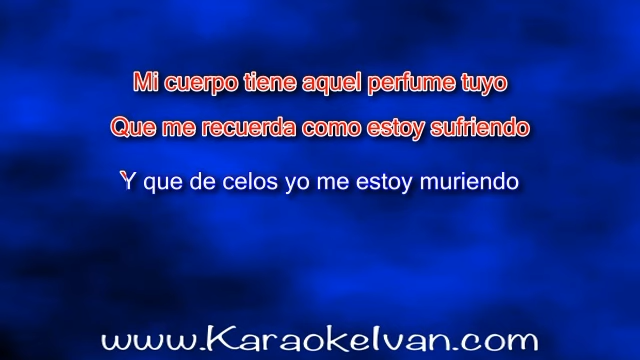 Mi cuerpo tiene aquel perfume tuyo
Que me recuerda como estoy sufriendo
Y que de celos yo me estoy muriendo
www.KaraokeIvan.com